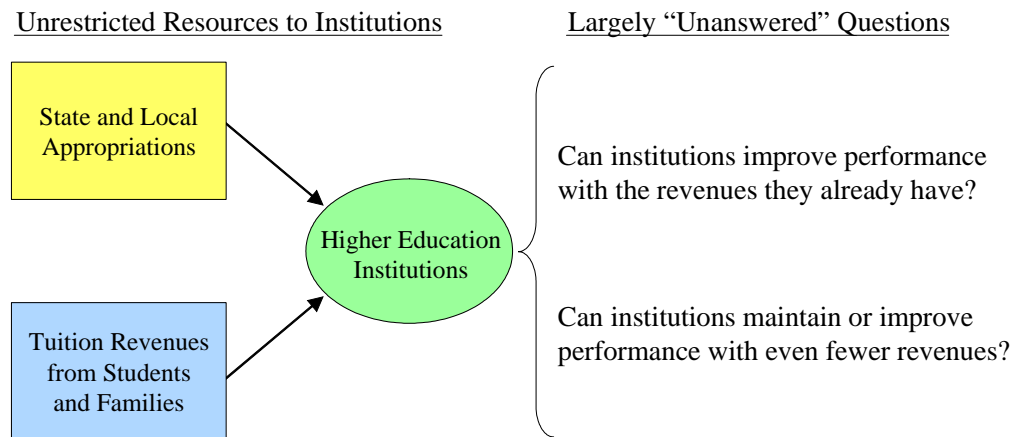 Unrestricted Resources to Institutions
Largely “Unanswered” Questions
State and Local
Appropriations
Tuition Revenues
from Students
and Families
Higher Education
Institutions
Can institutions improve performance
with the revenues they already have?
Can institutions maintain or improve
performance with even fewer revenues?